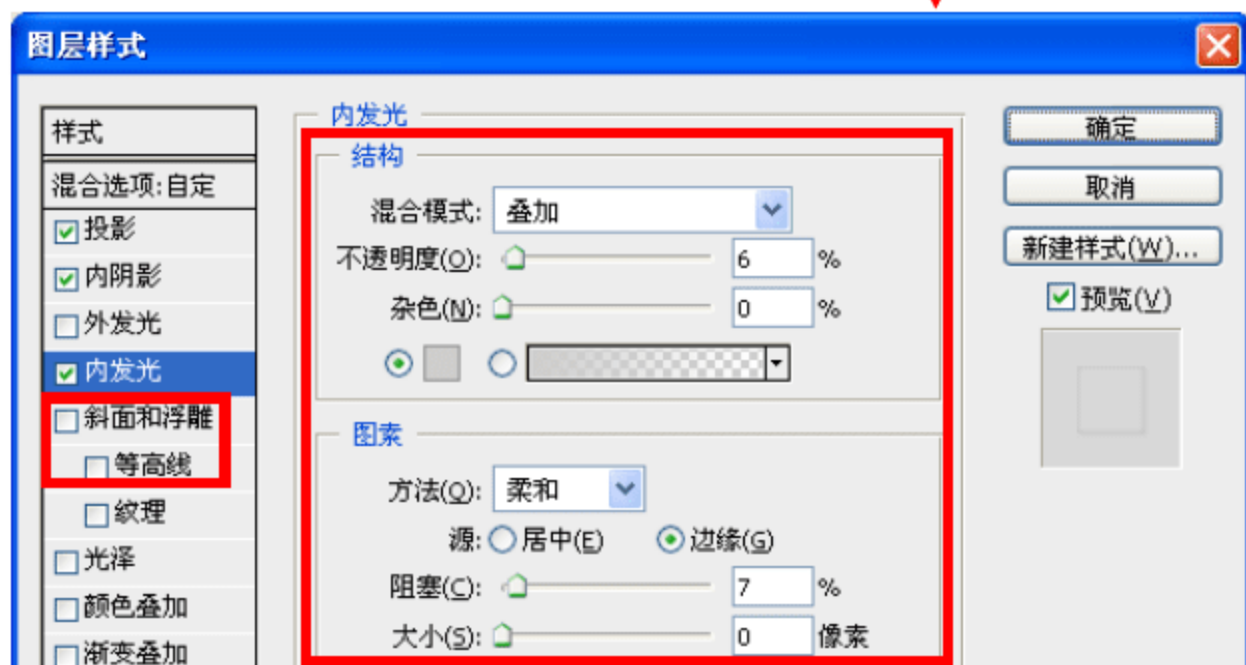 图层样式
样式
混合选项:自定
投影
内阴影
外发光
内发光
斜面和浮雕
等高线
纹理
光泽
颜色叠加
渐变叠加
内发光
结构
混合模式: 叠加
不透明度(O): 6 %
杂色(N): 0 %
图素
方法(Q): 柔和
源: 居中(E) 边缘(G)
阻塞(C): 7 %
大小(S): 0 像素
确定
取消
新建样式(W)...
预览(V)